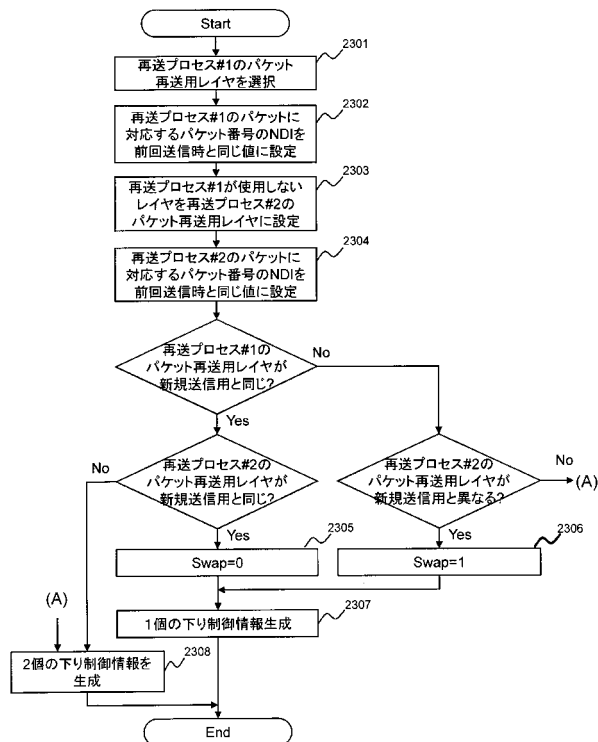 Start
2301
再送プロセス#1のパケット
再送用レイヤを選択
2302
再送プロセス#1のパケットに
対応するパケット番号のNDIを
前回送信時と同じ値に設定
2303
再送プロセス#1が使用しない
レイヤを再送プロセス#2の
パケット再送用レイヤに設定
2304
再送プロセス#2のパケットに
対応するパケット番号のNDIを
前回送信時と同じ値に設定
再送プロセス#1の
パケット再送用レイヤが
新規送信用と同じ?
No
Yes
No
再送プロセス#2の
パケット再送用レイヤが
新規送信用と同じ?
再送プロセス#2の
パケット再送用レイヤが
新規送信用と異なる?
No
(A)
Yes
2305
Swap=0
Yes
2306
Swap=1
(A)
2307
1個の下り制御情報生成
2308
2個の下り制御情報を
生成
End